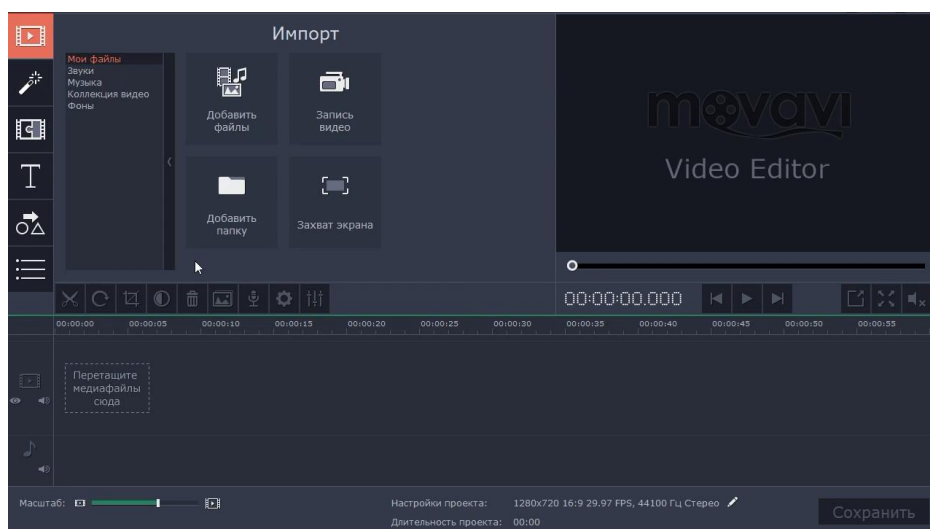 Импорт
Мои файлы
Звуки
Музыка
Коллекция видео
Фоны
Добавить
файлы
Запись
видео
Добавить
папку
Захват экрана
movavi
Video Editor
00:00:00.000
00:00:00 00:00:05 00:00:10 00:00:15 00:00:20 00:00:25 00:00:30 00:00:35 00:00:40 00:00:45 00:00:50 00:00:55
Перетащите
медиафайлы
сюда
Масштаб:
Настройки проекта: 1280x720 16:9 29.97 FPS, 44100 Гц Стерео
Длительность проекта: 00:00
Сохранить